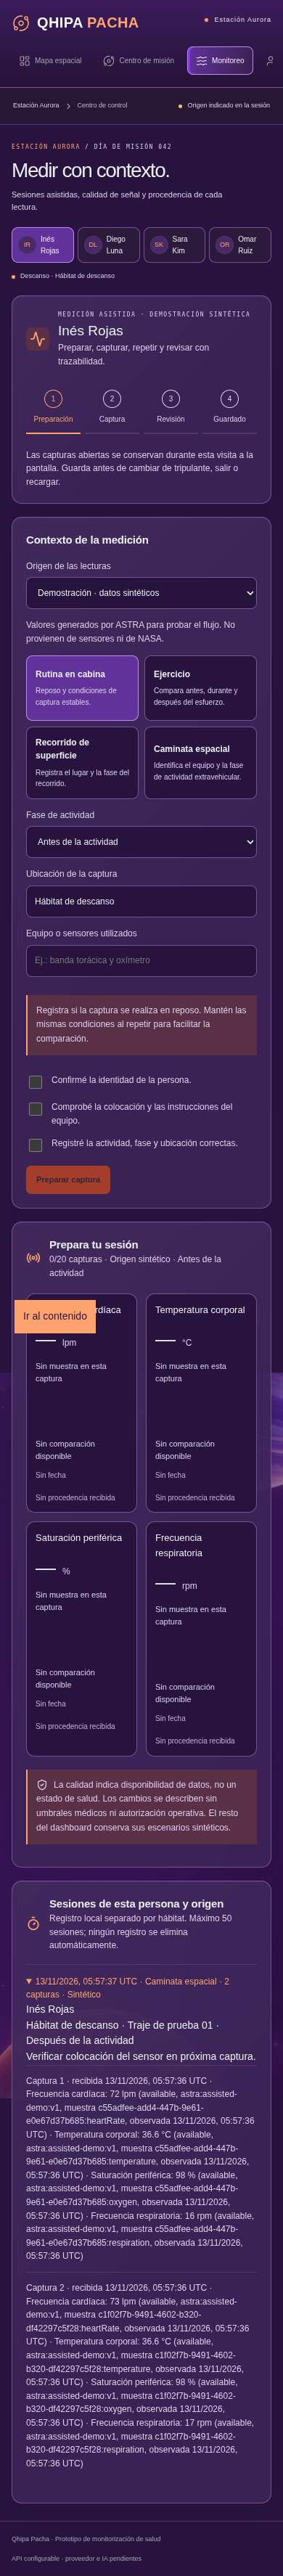 QHIPA PACHA
Estación Aurora
Mapa espacial
Centro de misión
Monitoreo
Estación Aurora
Centro de control
Origen indicado en la sesión
ESTACIÓN AURORA / DÍA DE MISIÓN 042
Medir con contexto.
Sesiones asistidas, calidad de señal y procedencia de cada
lectura.
IR
Inés
Rojas
DL
Diego
Luna
SK
Sara
Kim
OR
Omar
Ruiz
Descanso · Hábitat de descanso
MEDICIÓN ASISTIDA · DEMOSTRACIÓN SINTÉTICA
Inés Rojas
Preparar, capturar, repetir y revisar con
trazabilidad.
1
Preparación
2
Captura
3
Revisión
4
Guardado
Las capturas abiertas se conservan durante esta visita a la
pantalla. Guarda antes de cambiar de tripulante, salir o
recargar.
Contexto de la medición
Origen de las lecturas
Demostración · datos sintéticos
Valores generados por ASTRA para probar el flujo. No
provienen de sensores ni de NASA.
Rutina en cabina
Reposo y condiciones de
captura estables.
Ejercicio
Compara antes, durante y
después del esfuerzo.
Recorrido de
superficie
Registra el lugar y la fase del
recorrido.
Caminata espacial
Identifica el equipo y la fase
de actividad extravehicular.
Fase de actividad
Antes de la actividad
Ubicación de la captura
Hábitat de descanso
Equipo o sensores utilizados
Ej.: banda torácica y oxímetro
Registra si la captura se realiza en reposo. Mantén las
mismas condiciones al repetir para facilitar la
comparación.
Confirmé la identidad de la persona.
Comprobé la colocación y las instrucciones del
equipo.
Registré la actividad, fase y ubicación correctas.
Preparar captura
Prepara tu sesión
0/20 capturas · Origen sintético · Antes de la
actividad
Ir al contenido
rdíaca
lpm
Sin muestra en esta
captura
Sin comparación
disponible
Sin fecha
Sin procedencia recibida
Temperatura corporal
°C
Sin muestra en esta
captura
Sin comparación
disponible
Sin fecha
Sin procedencia recibida
Saturación periférica
%
Sin muestra en esta
captura
Sin comparación
disponible
Sin fecha
Sin procedencia recibida
Frecuencia
respiratoria
rpm
Sin muestra en esta
captura
Sin comparación
disponible
Sin fecha
Sin procedencia recibida
La calidad indica disponibilidad de datos, no un
estado de salud. Los cambios se describen sin
umbrales médicos ni autorización operativa. El resto
del dashboard conserva sus escenarios sintéticos.
Sesiones de esta persona y origen
Registro local separado por hábitat. Máximo 50
sesiones; ningún registro se elimina
automáticamente.
▼ 13/11/2026, 05:57:37 UTC · Caminata espacial · 2
capturas · Sintético
Inés Rojas
Hábitat de descanso · Traje de prueba 01 ·
Después de la actividad
Verificar colocación del sensor en próxima captura.
Captura 1 · recibida 13/11/2026, 05:57:36 UTC ·
Frecuencia cardíaca: 72 lpm (available, astra:assisted-
demo:v1, muestra c55adfee-add4-447b-9e61-
e0e67d37b685:heartRate, observada 13/11/2026, 05:57:36
UTC) · Temperatura corporal: 36.6 °C (available,
astra:assisted-demo:v1, muestra c55adfee-add4-447b-
9e61-e0e67d37b685:temperature, observada 13/11/2026,
05:57:36 UTC) · Saturación periférica: 98 % (available,
astra:assisted-demo:v1, muestra c55adfee-add4-447b-
9e61-e0e67d37b685:oxygen, observada 13/11/2026,
05:57:36 UTC) · Frecuencia respiratoria: 16 rpm (available,
astra:assisted-demo:v1, muestra c55adfee-add4-447b-
9e61-e0e67d37b685:respiration, observada 13/11/2026,
05:57:36 UTC)
Captura 2 · recibida 13/11/2026, 05:57:36 UTC ·
Frecuencia cardíaca: 73 lpm (available, astra:assisted-
demo:v1, muestra c1f02f7b-9491-4602-b320-
df42297c5f28:heartRate, observada 13/11/2026, 05:57:36
UTC) · Temperatura corporal: 36.6 °C (available,
astra:assisted-demo:v1, muestra c1f02f7b-9491-4602-
b320-df42297c5f28:temperature, observada 13/11/2026,
05:57:36 UTC) · Saturación periférica: 98 % (available,
astra:assisted-demo:v1, muestra c1f02f7b-9491-4602-
b320-df42297c5f28:oxygen, observada 13/11/2026,
05:57:36 UTC) · Frecuencia respiratoria: 17 rpm (available,
astra:assisted-demo:v1, muestra c1f02f7b-9491-4602-
b320-df42297c5f28:respiration, observada 13/11/2026,
05:57:36 UTC)
Qhipa Pacha · Prototipo de monitorización de salud
API configurable · proveedor e IA pendientes